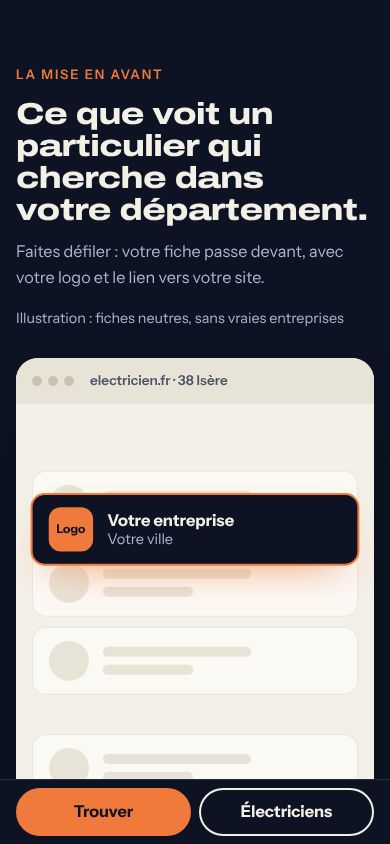 LA MISE EN AVANT
Ce que voit un
particulier qui
cherche dans
votre département.
Faites défiler : votre fiche passe devant, avec
votre logo et le lien vers votre site.
Illustration : fiches neutres, sans vraies entreprises
electricien.fr · 38 Isère
Logo
Votre entreprise
Votre ville
Trouver
Électriciens